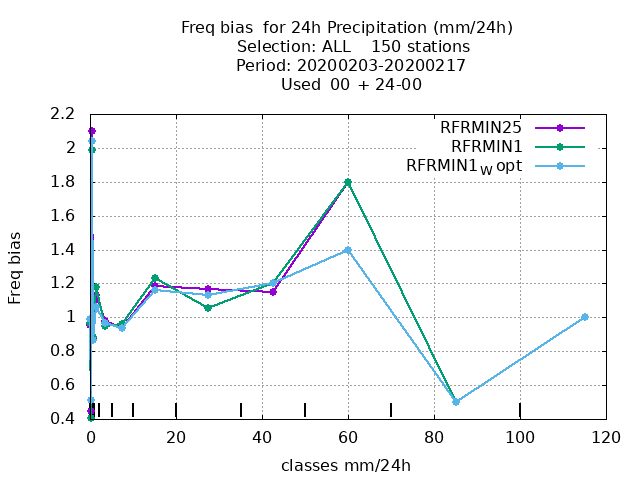 Freq bias  for 24h Precipitation (mm/24h)
Selection: ALL    150 stations
Period: 20200203-20200217
Used  00 + 24-00
RFRMIN25
RFRMIN1
RFRMIN1W opt
Freq bias
2.2
2
1.8
1.6
1.4
1.2
1
0.8
0.6
0.4
0 20 40 60 80 100 120
classes mm/24h